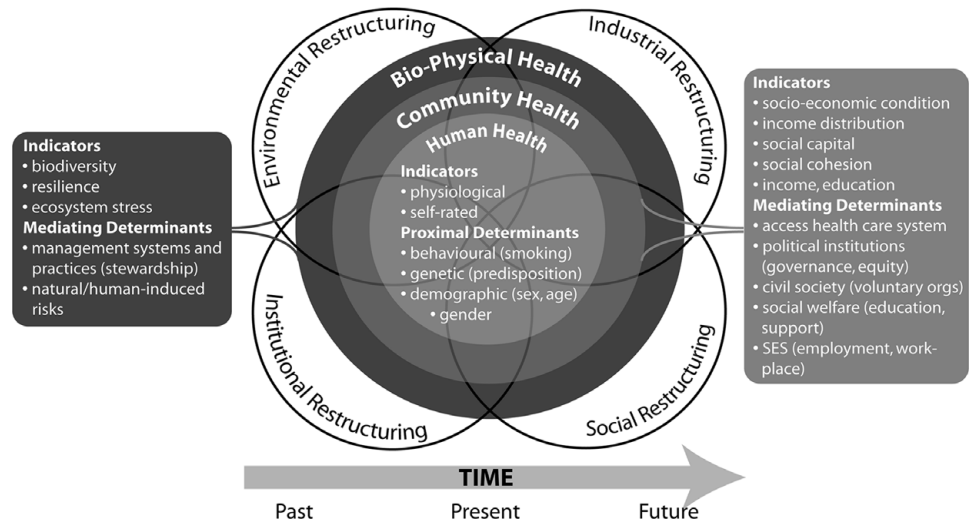 Environmental Restructuring
Industrial Restructuring
Bio-Physical Health
Community Health
Human Health
Indicators
• physiological
• self-rated
Proximal Determinants
• behavioural (smoking)
• genetic (predisposition)
• demographic (sex, age)
• gender
Indicators
• biodiversity
• resilience
• ecosystem stress
Mediating Determinants
• management systems and
practices (stewardship)
• natural/human-induced
risks
Indicators
• socio-economic condition
• income distribution
• social capital
• social cohesion
• income, education
Mediating Determinants
• access health care system
• political institutions
(governance, equity)
• civil society (voluntary orgs)
• social welfare (education,
support)
• SES (employment, work-
place)
Institutional Restructuring
Social Restructuring
TIME
Past
Present
Future